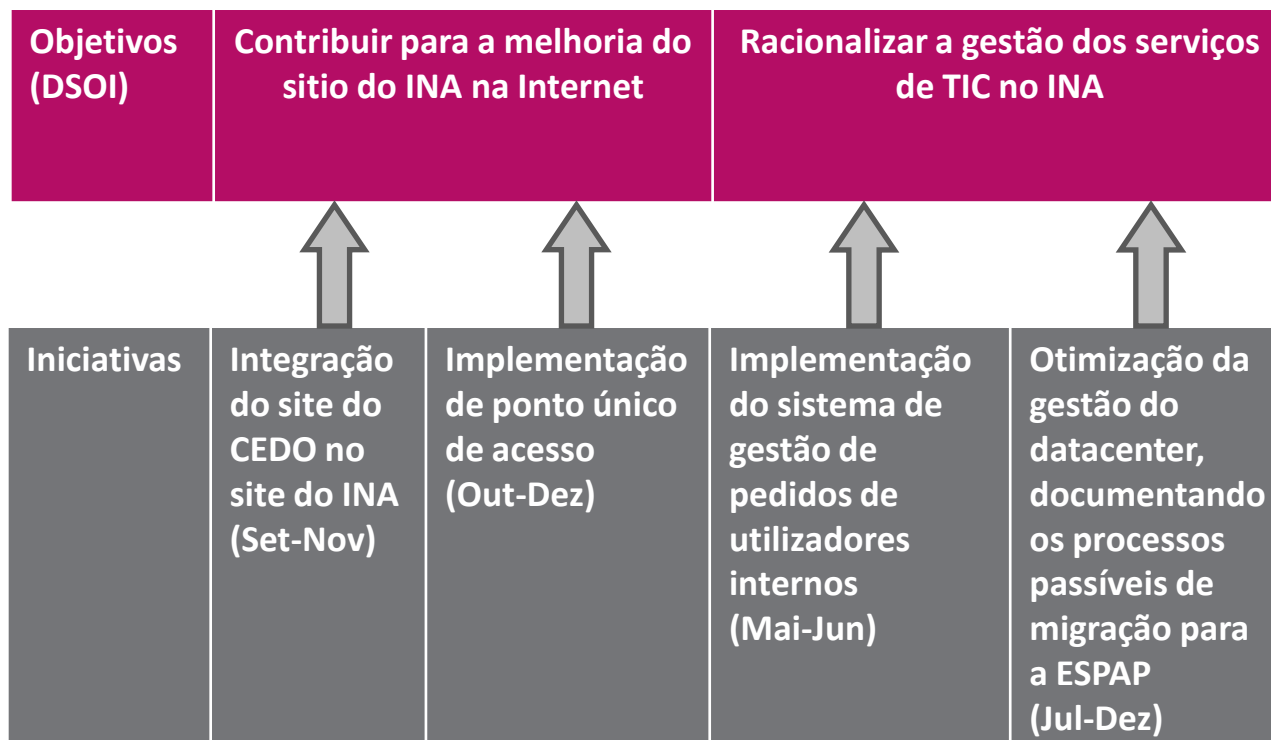 Objetivos
(DSOI)
Contribuir para a melhoria do
sitio do INA na Internet
Racionalizar a gestão dos serviços
de TIC no INA
Iniciativas
Integração
do site do
CEDO no
site do INA
(Set-Nov)
Implementação
de ponto único
de acesso
(Out-Dez)
Implementação
do sistema de
gestão de
pedidos de
utilizadores
internos
(Mai-Jun)
Otimização da
gestão do
datacenter,
documentando
os processos
passíveis de
migração para
a ESPAP
(Jul-Dez)